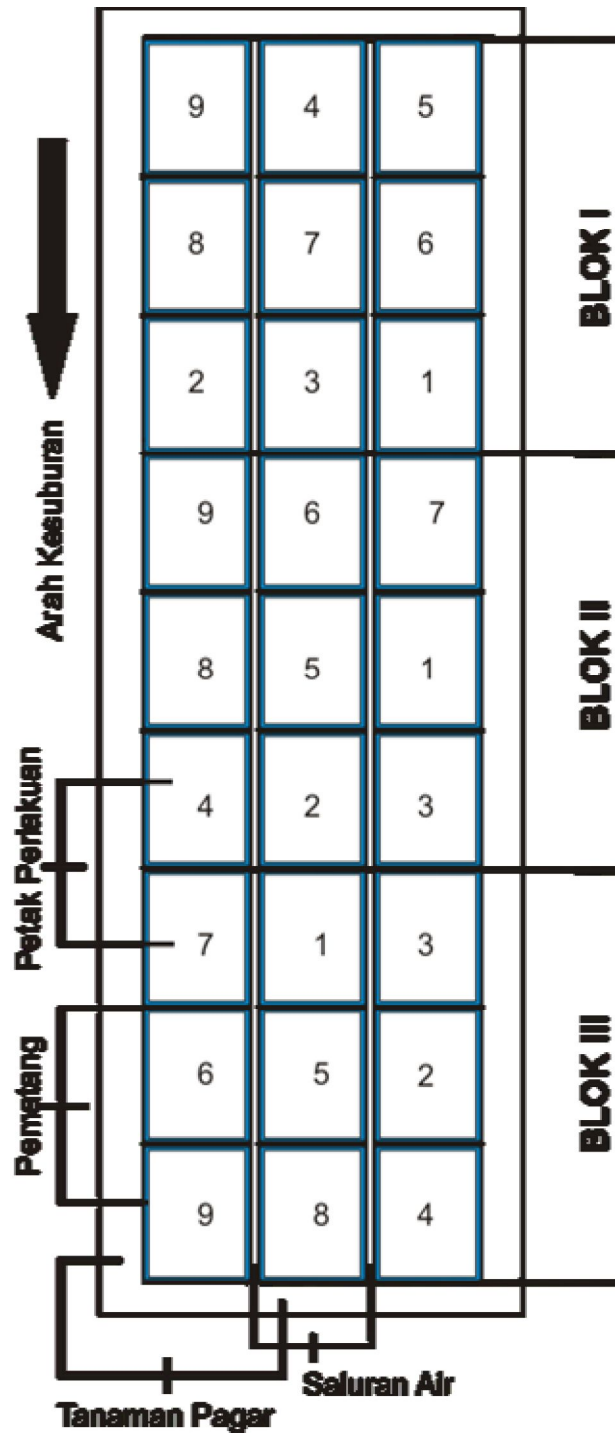 9 4 5
8 7 6
2 3 1
9 6 7
8 5 1
4 2 3
7 1 3
6 5 2
9 8 4
BLOK I
BLOK II
BLOK III
Arah Kesuburan
Petak Perlakuan
Pematang
Tanaman Pagar
Saluran Air